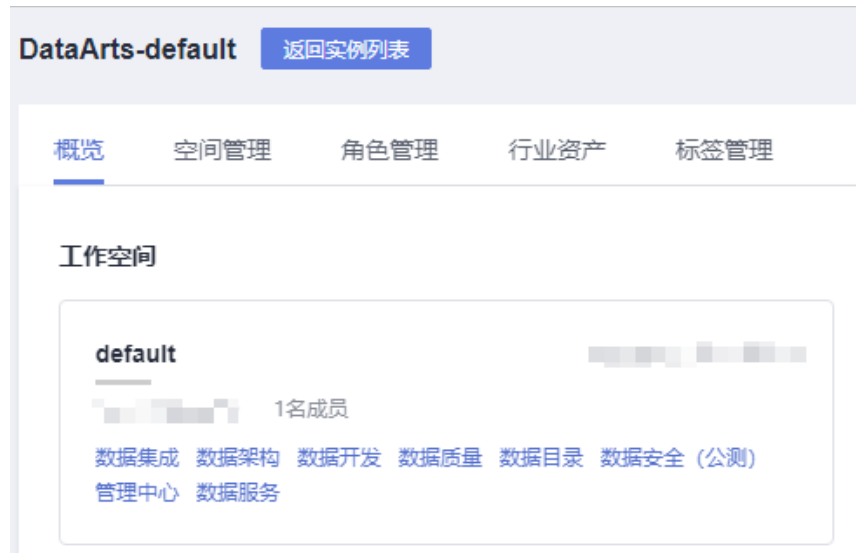 DataArts-default 返回实例列表
概览 空间管理 角色管理 行业资产 标签管理
工作空间
default
1名成员
数据集成 数据架构 数据开发 数据质量 数据目录 数据安全（公测）
管理中心 数据服务